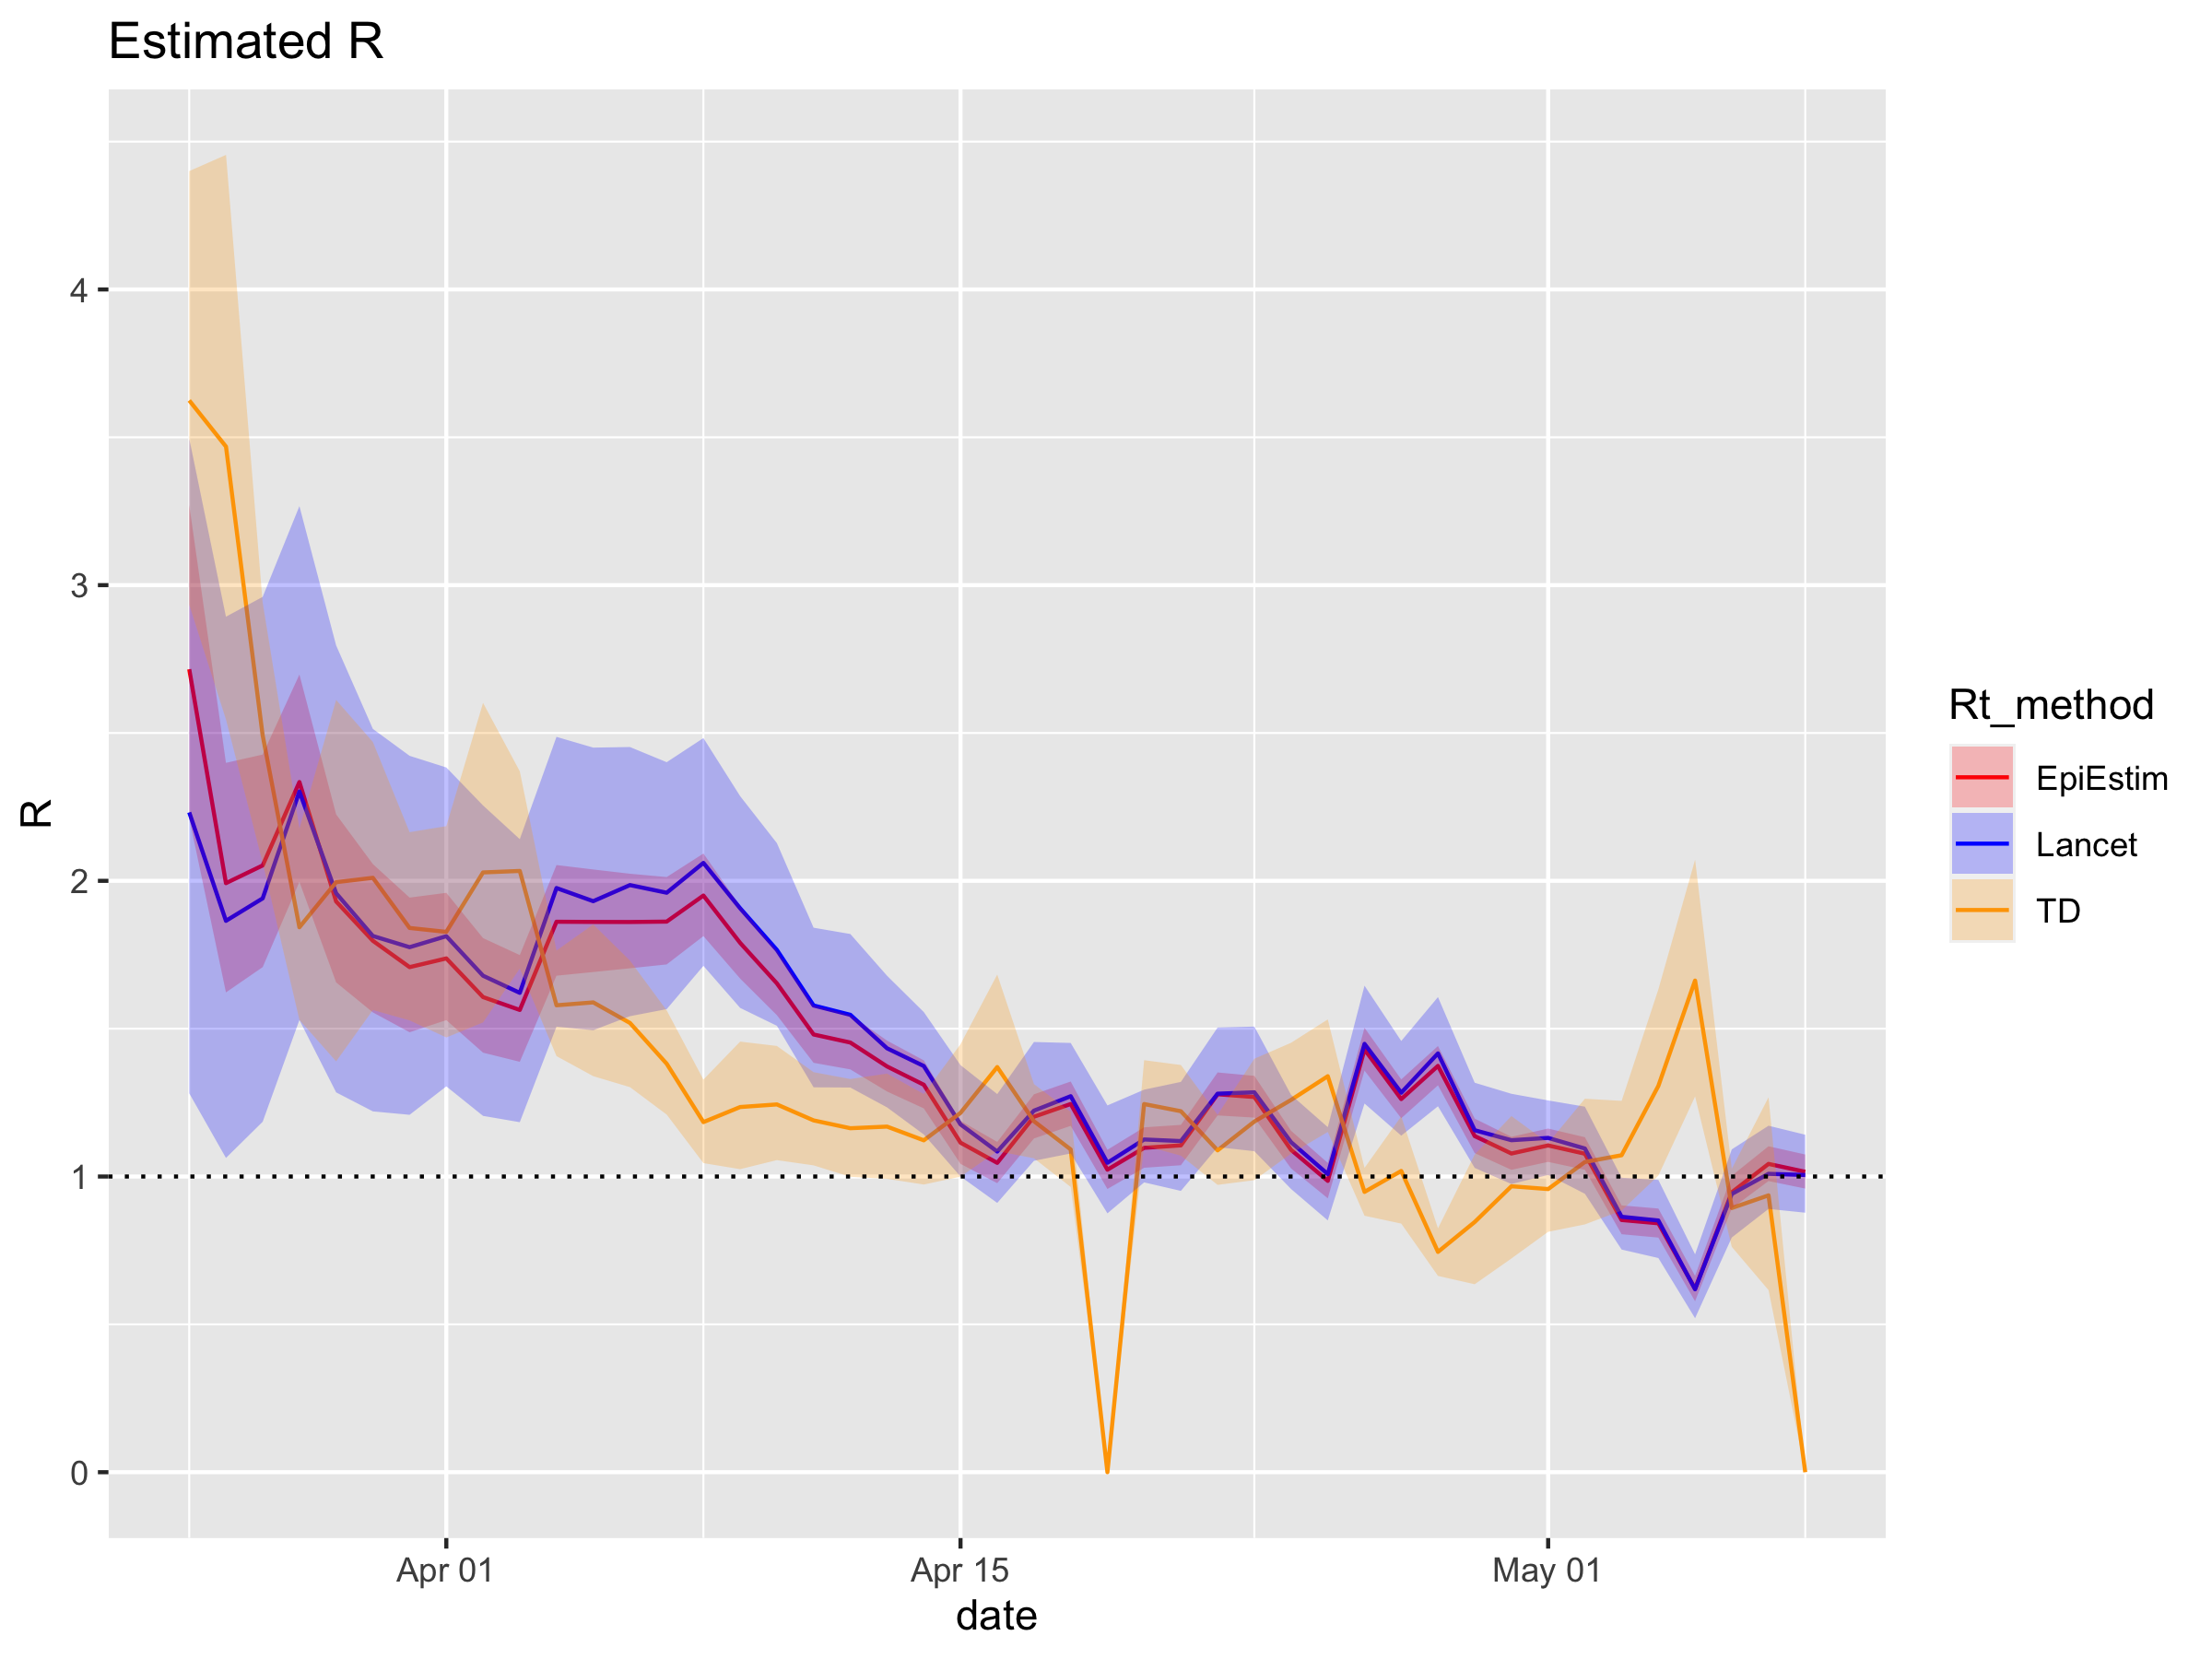 Estimated R
4
3
2
1
0
R
Apr 01
Apr 15
May 01
date
Rt_method
EpiEstim
Lancet
TD